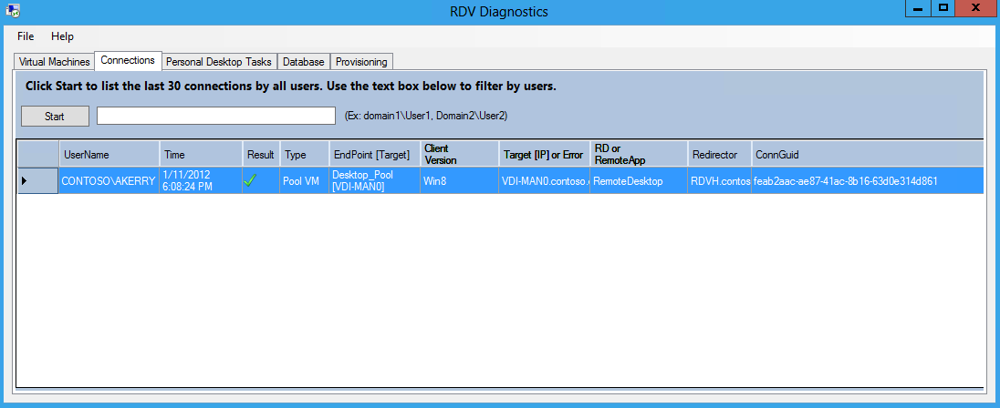 RDV Diagnostics
File Help
Virtual Machines Connections Personal Desktop Tasks Database Provisioning
Click Start to list the last 30 connections by all users. Use the text box below to filter by users.
Start (Ex: domain1\User1, Domain2\User2)
UserName Time Result Type EndPoint [Target] Client Version Target [IP] or Error RD or RemoteApp Redirector ConnGuid
CONTOSO\AKERRY 1/11/2012 6:08:24 PM Pool VM Desktop_Pool [VDI-MAN0] Win8 VDI-MAN0.contoso. RemoteDesktop RDVH.contos feab2aac-ae87-41ac-8b16-63d0e314d861